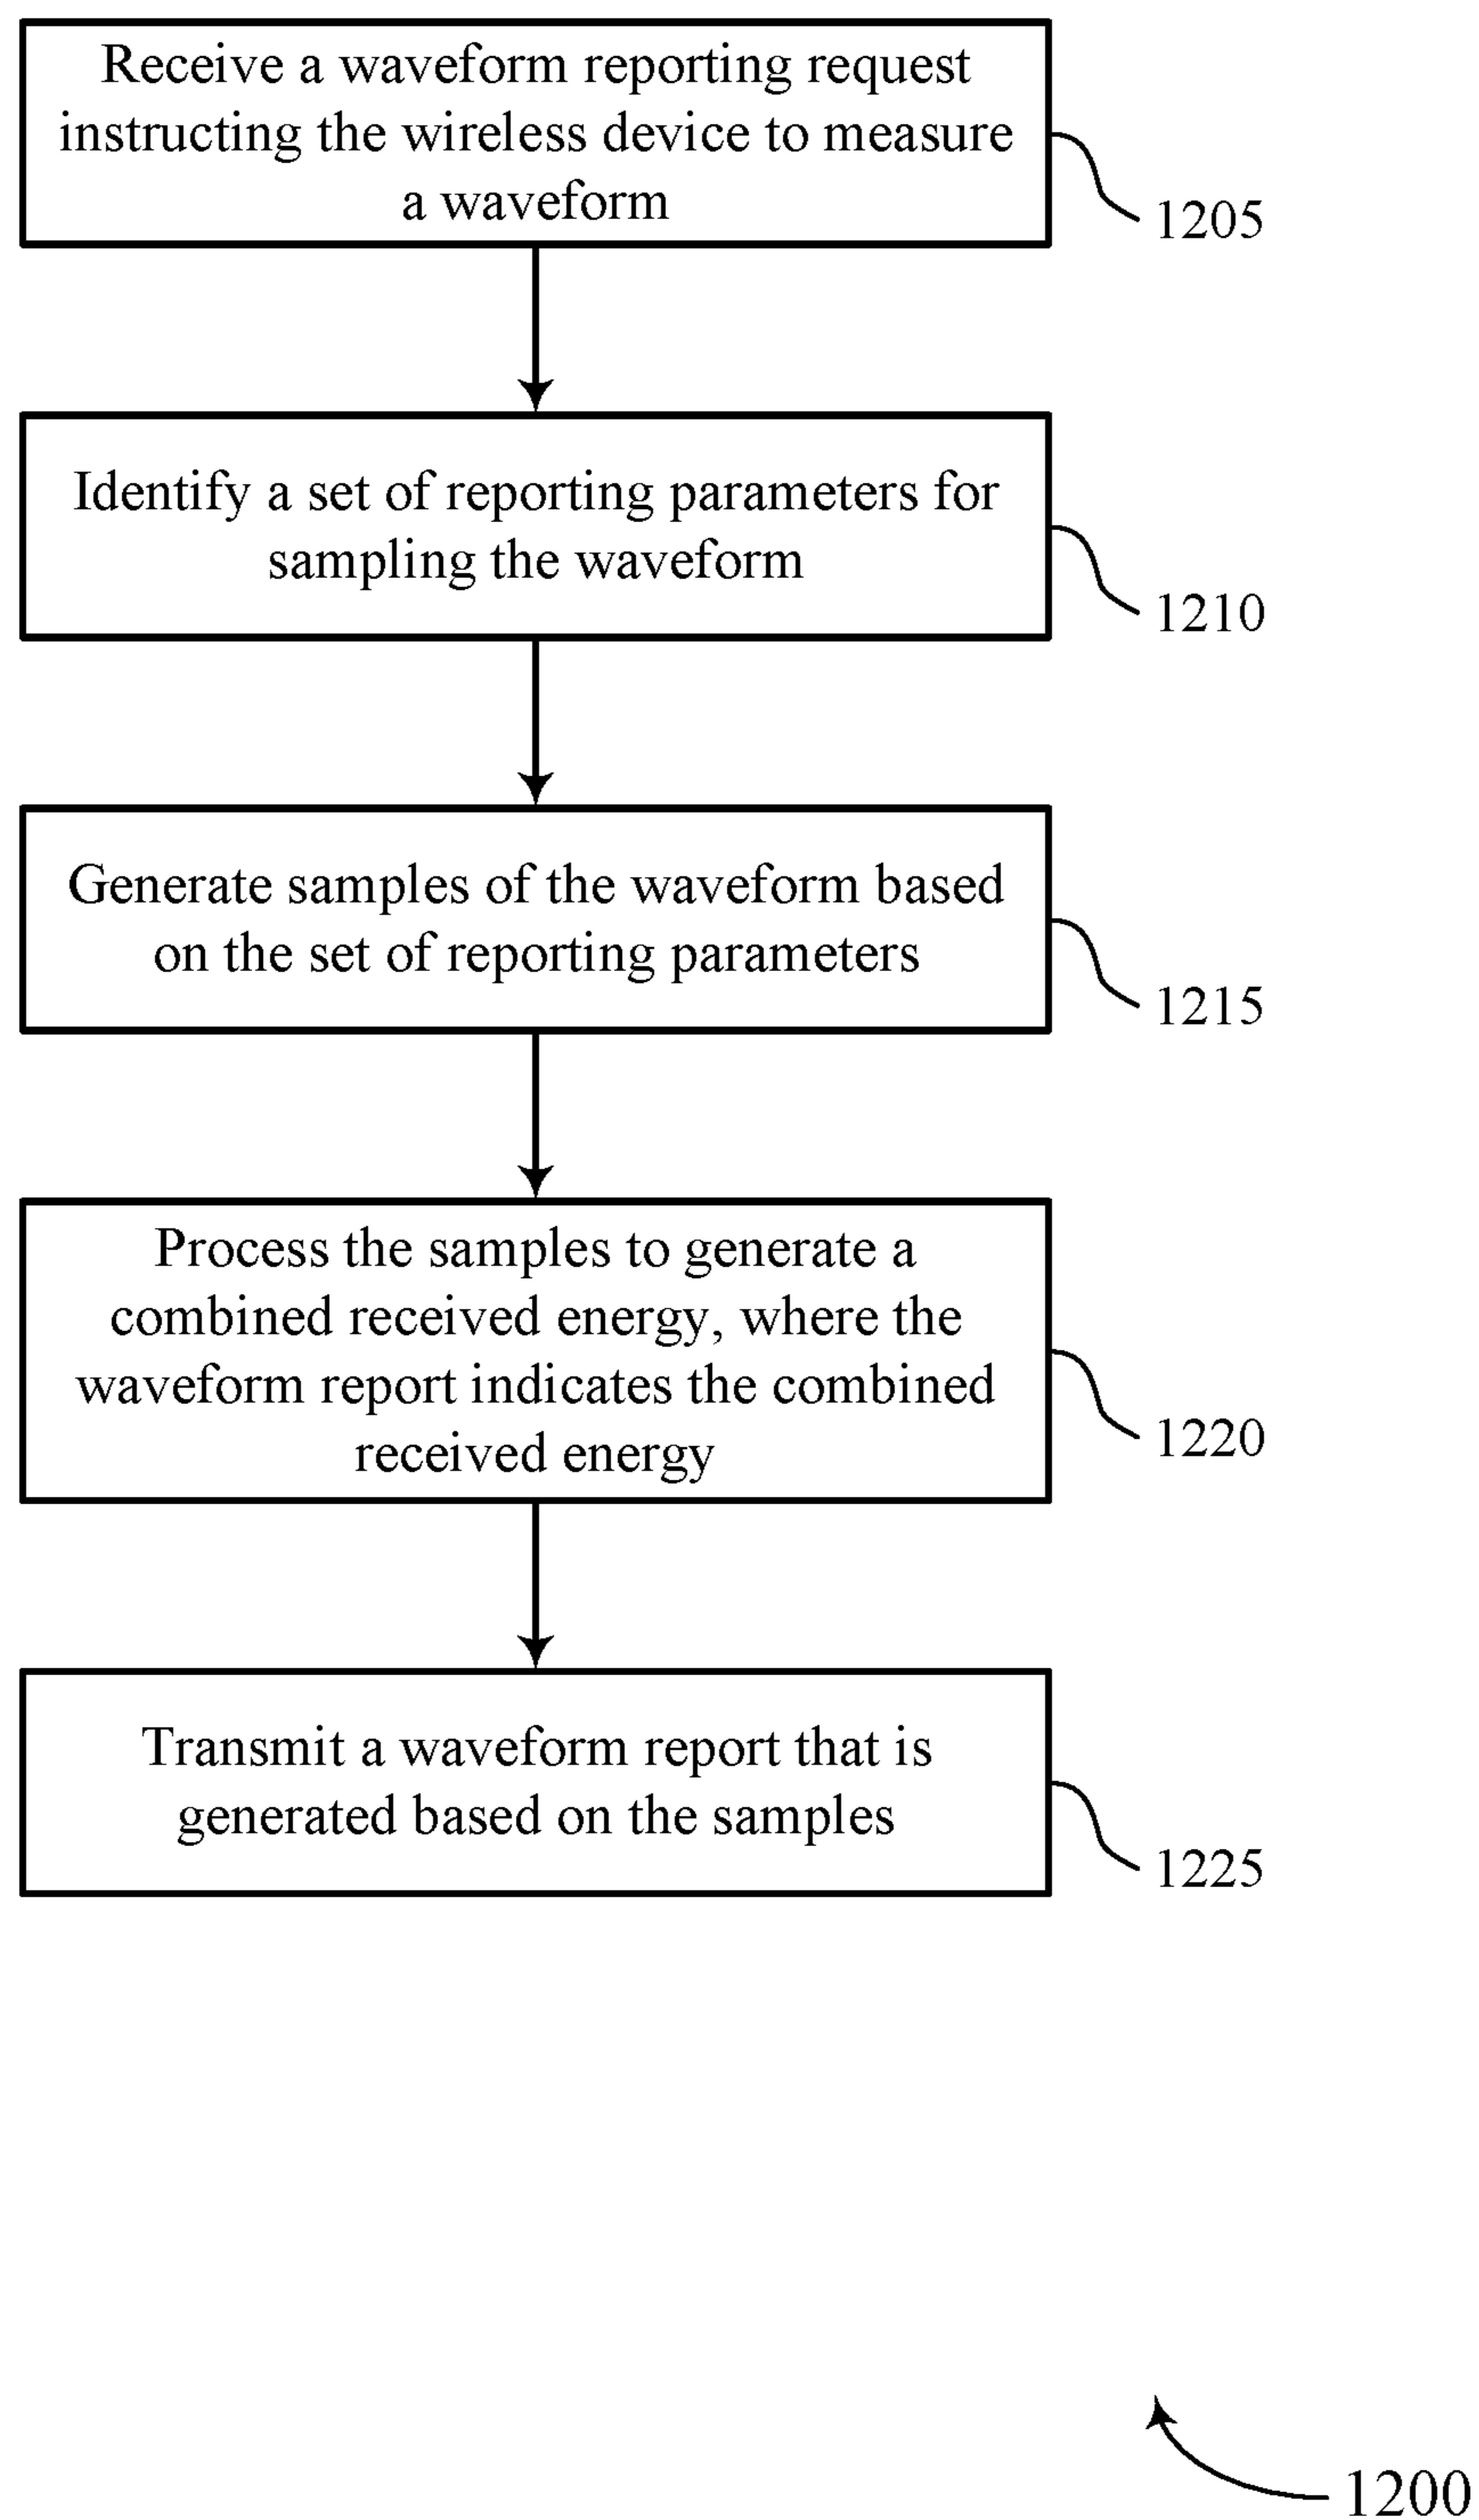 Receive a waveform reporting request
instructing the wireless device to measure
a waveform
1205
Identify a set of reporting parameters for
sampling the waveform
1210
Generate samples of the waveform based
on the set of reporting parameters
1215
Process the samples to generate a
combined received energy, where the
waveform report indicates the combined
received energy
1220
Transmit a waveform report that is
generated based on the samples
1225
1200